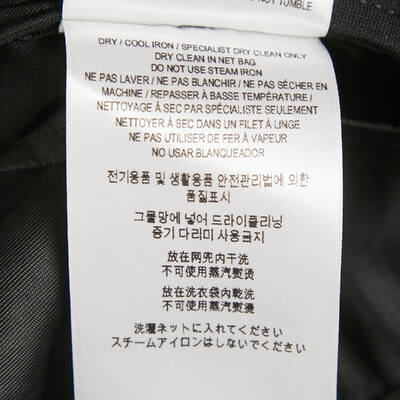 NOT TUMBLE
DRY / COOL IRON / SPECIALIST DRY CLEAN ONLY
DRY CLEAN IN NET BAG
DO NOT USE STEAM IRON
NE PAS LAVER / NE PAS BLANCHIR / NE PAS SÉCHER EN
MACHINE / REPASSER À BASSE TEMPÉRATURE /
NETTOYAGE À SEC PAR SPÉCIALISTE SEULEMENT
NETTOYER À SEC DANS UN FILET À LINGE
NE PAS UTILISER DE FER À VAPEUR
NO USAR BLANQUEADOR
전기용품 및 생활용품 안전관리법에 의한
품질표시
그물망에 넣어 드라이클리닝
증기 다리미 사용금지
放在网兜内干洗
不可使用蒸汽熨烫
放在洗衣袋內乾洗
不可使用蒸汽熨燙
洗濯ネットに入れてください
スチームアイロンはしないでください